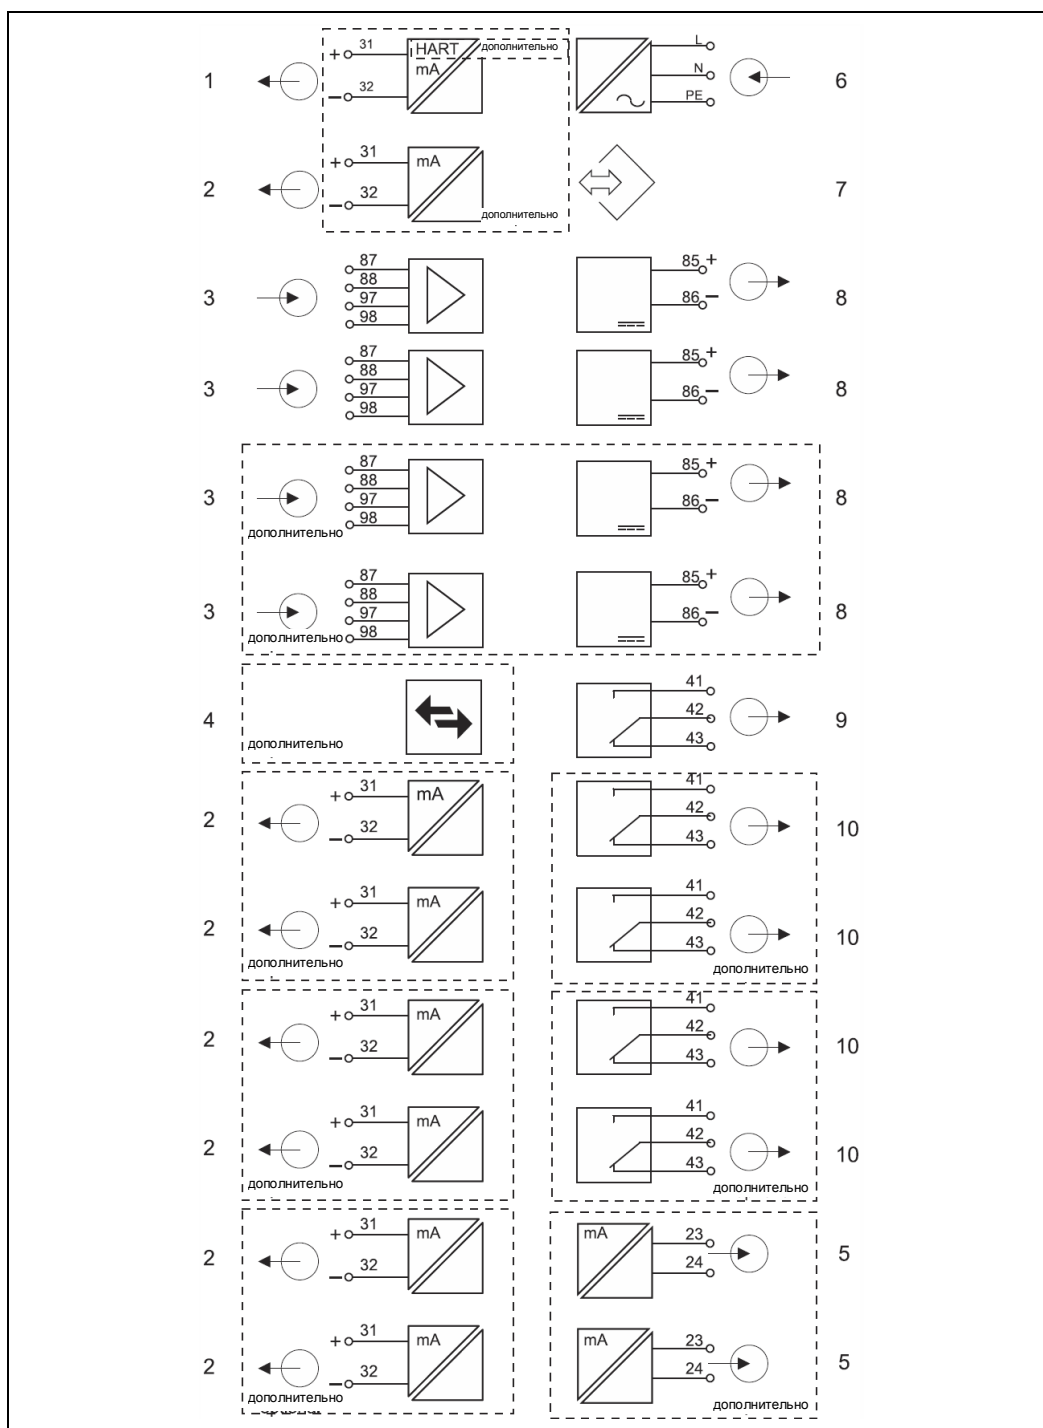 31 HART дополнительно L
1 + mA N 6
32 PE
−
31
+ mA
2 32 7
− дополнительно
87 85 +
88
3 97 86 − 8
98
87 85 +
88
3 97 86 − 8
98
87 85 +
88
3 97 86 − 8
дополнительно 98
87 85 +
88
3 97 86 − 8
дополнительно 98
41
4 42 9
дополнительно 43
31 41
+ mA
2 32 42 10
− 43
31 41
+ mA
2 32 42 10
− 43
дополнительно дополнительно
31 41
+ mA
2 32 42 10
− 43
31 41
+ mA
2 32 42 10
− 43
дополнительно дополнительно
31 mA 23
+ mA
2 32 24 5
−
31 mA 23
+ mA
2 32 24 5
−
дополнительно дополнительно